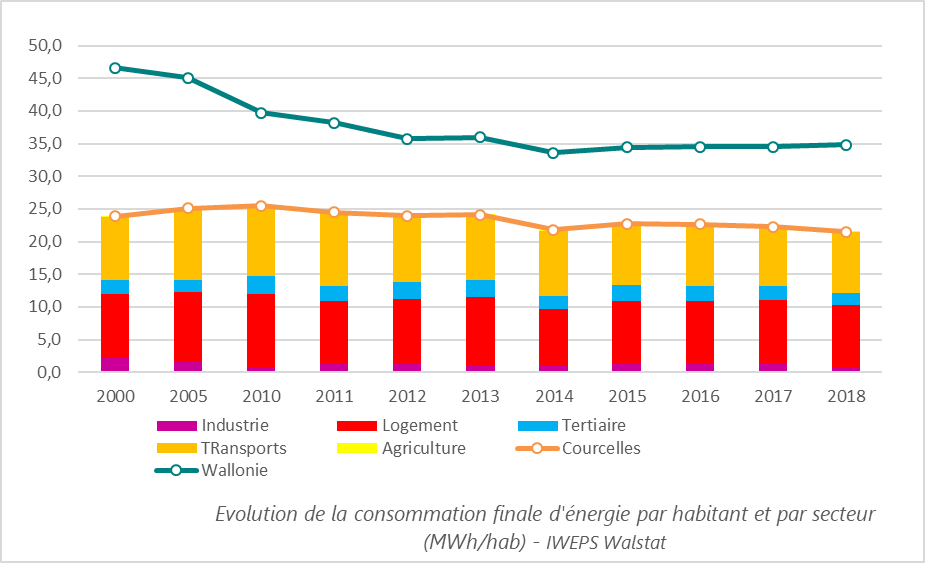 50,0
45,0
40,0
35,0
30,0
25,0
20,0
15,0
10,0
5,0
0,0
2000 2005 2010 2011 2012 2013 2014 2015 2016 2017 2018
Industrie Logement Tertiaire
TRansports Agriculture Courcelles
Wallonie
Evolution de la consommation finale d'énergie par habitant et par secteur
(MWh/hab) - IWEPS Walstat